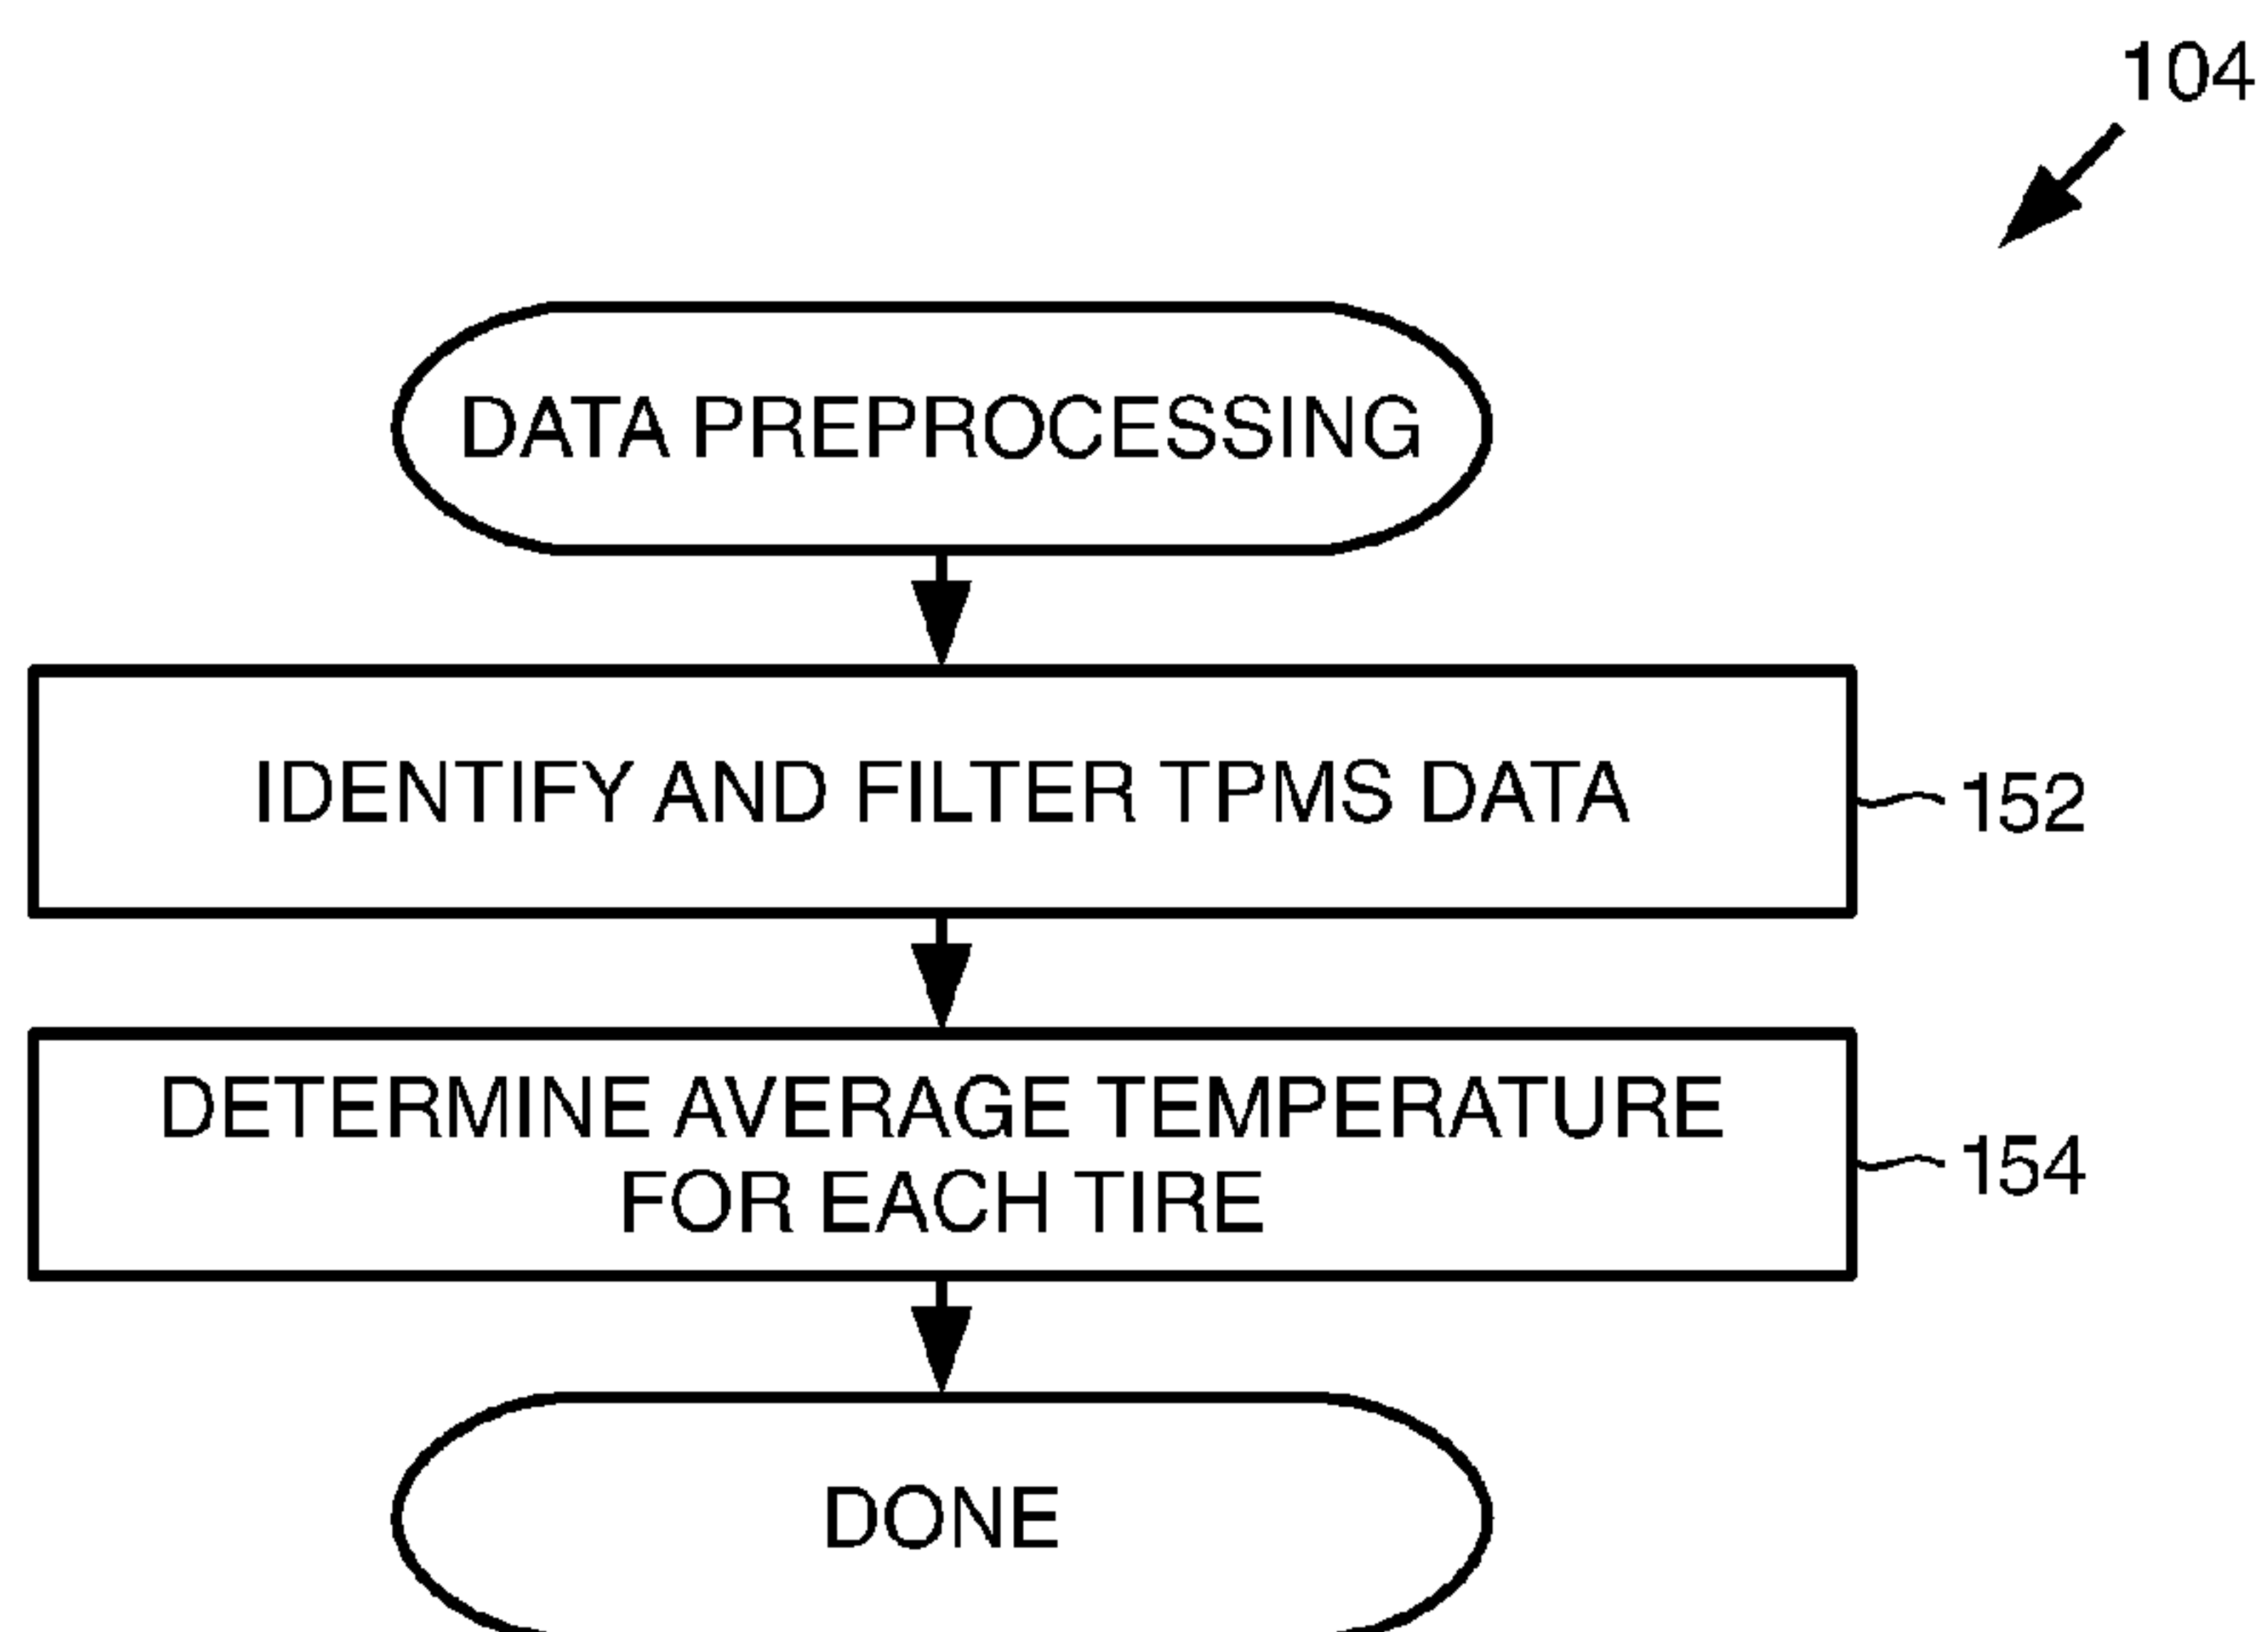 104
DATA PREPROCESSING
IDENTIFY AND FILTER TPMS DATA
152
DETERMINE AVERAGE TEMPERATURE
FOR EACH TIRE
154
DONE